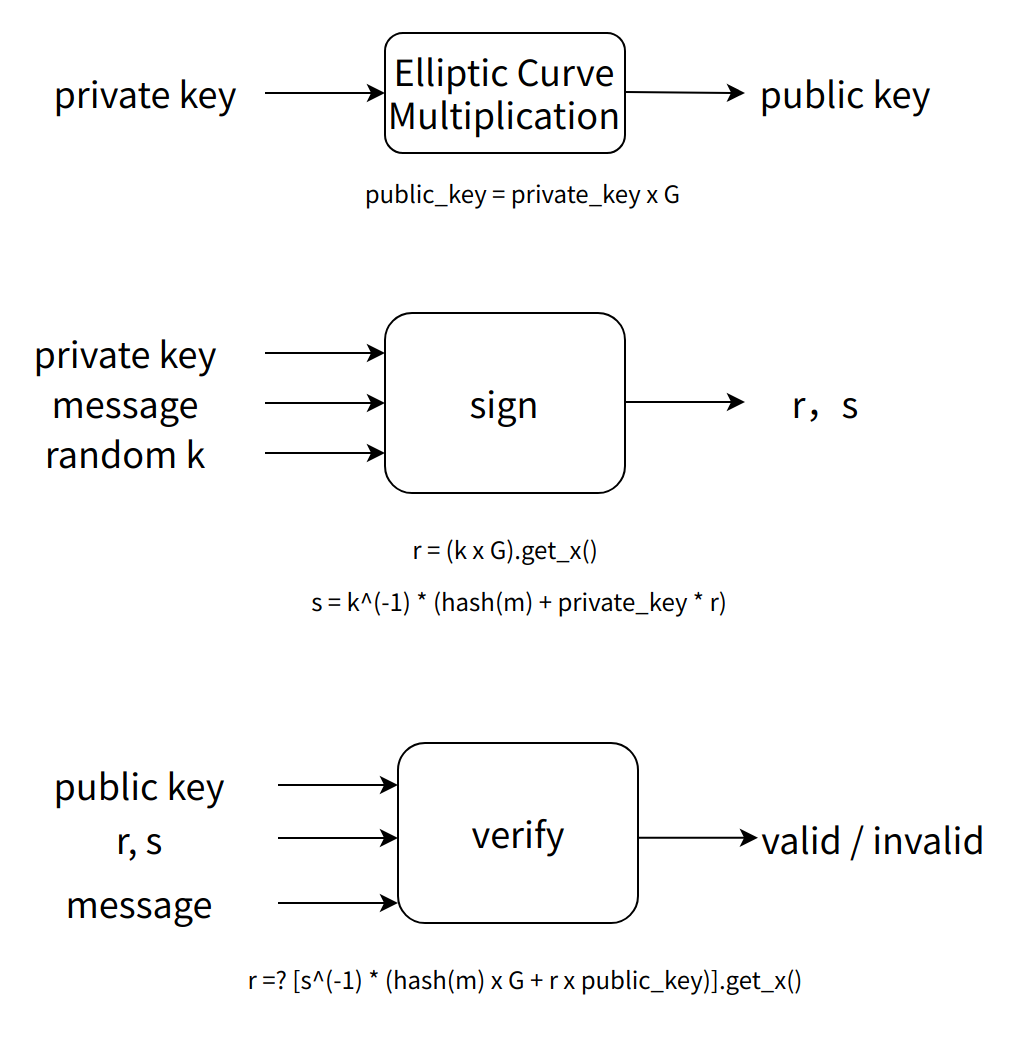 private key
Elliptic Curve
Multiplication
public key
public_key = private_key x G
private key
message
random k
sign
r，s
r = (k x G).get_x()
s = k^(-1) * (hash(m) + private_key * r)
public key
r, s
message
verify
valid / invalid
r =? [s^(-1) * (hash(m) x G + r x public_key)].get_x()